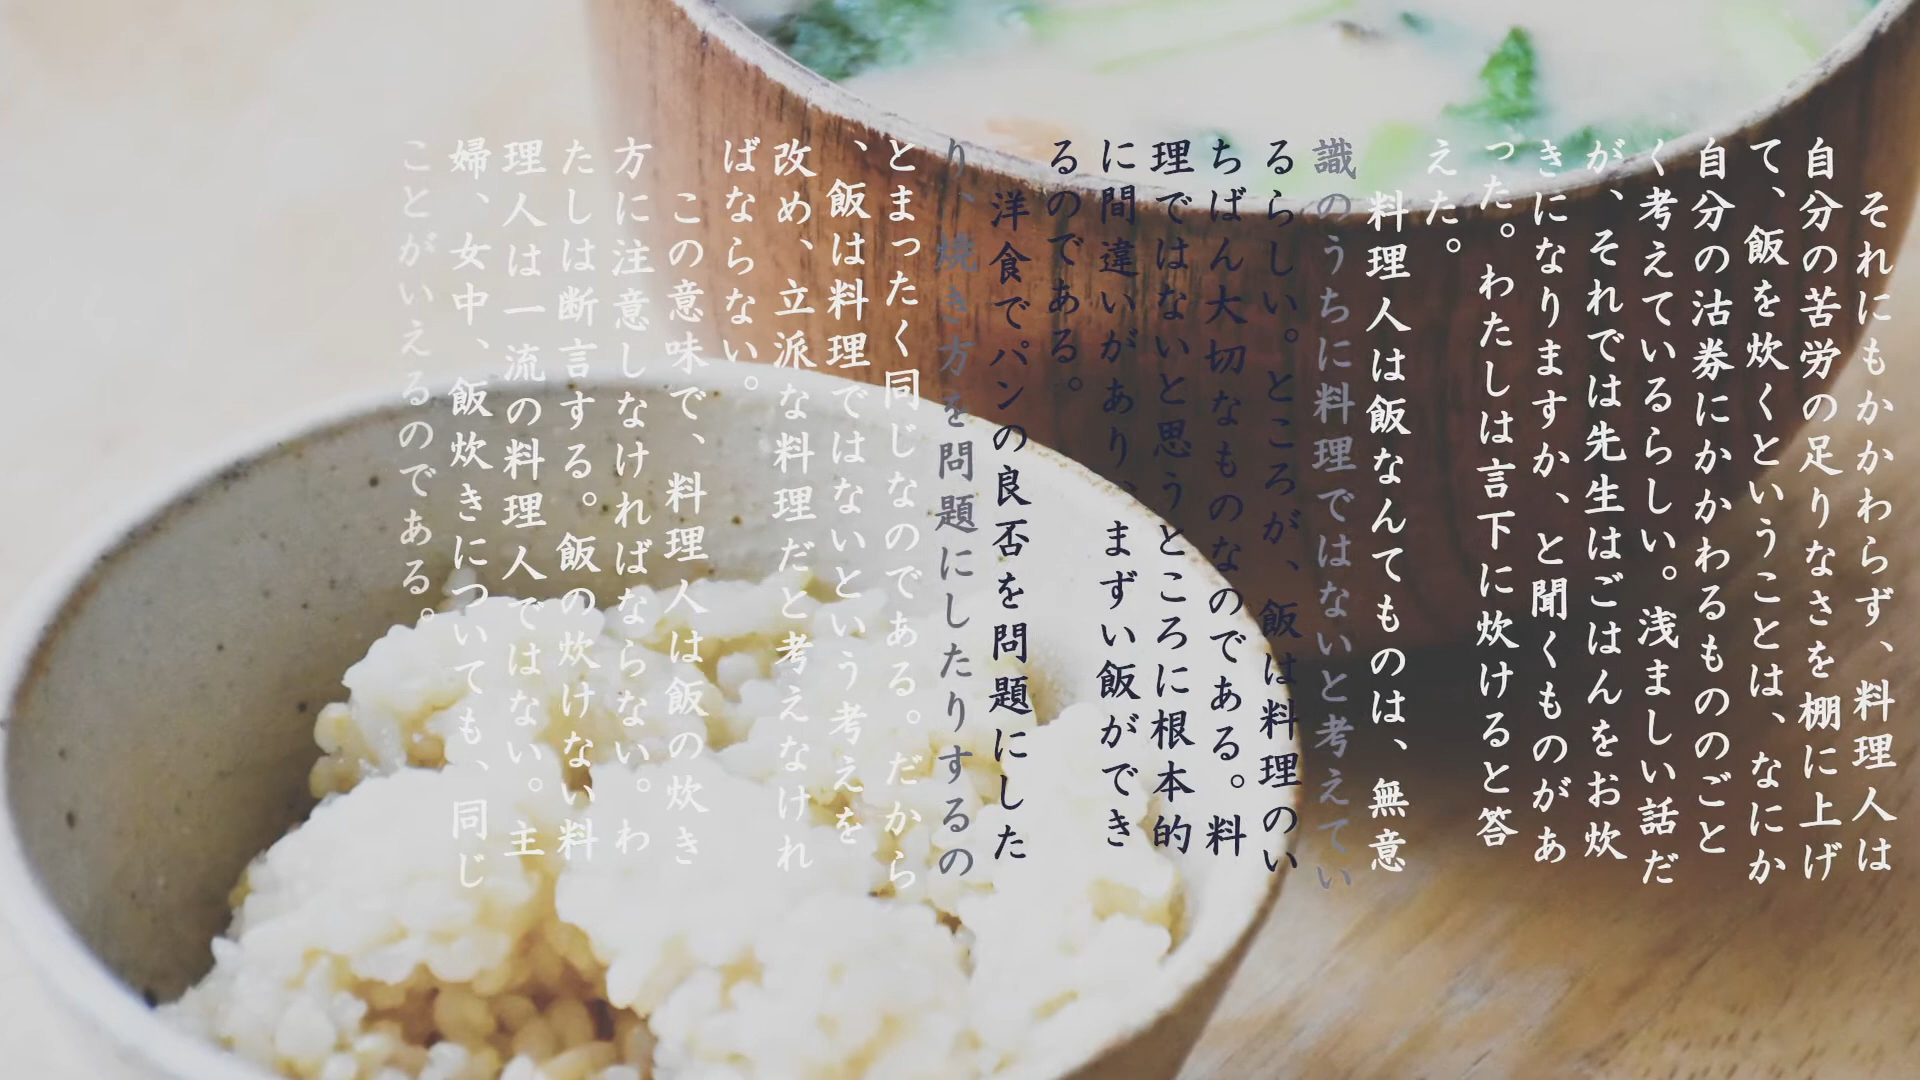 それにもかかわらず、料理人は
自分の苦労の足りなさを棚に上げ
て、飯を炊くということは、なにか
自分の沽券にかかわるもののごと
く考えているらしい。浅ましい話だ
が、それでは先生はごはんをお炊
きになりますか、と聞くものがあ
った。わたしは言下に炊けると答
えた。
　料理人は飯なんてものは、無意
識のうちに料理ではないと考えてい
るらしい。ところが、飯は料理のい
ちばん大切なものなのである。料
理ではないと思うところに根本的
に間違いがあり、まずい飯ができ
るのである。
　洋食でパンの良否を問題にした
り、焼き方を問題にしたりするの
とまったく同じなのである。だから
、飯は料理ではないという考えを
改め、立派な料理だと考えなけれ
ばならない。
　この意味で、料理人は飯の炊き
方に注意しなければならない。わ
たしは断言する。飯の炊けない料
理人は一流の料理人ではない。主
婦、女中、飯炊きについても、同じ
ことがいえるのである。